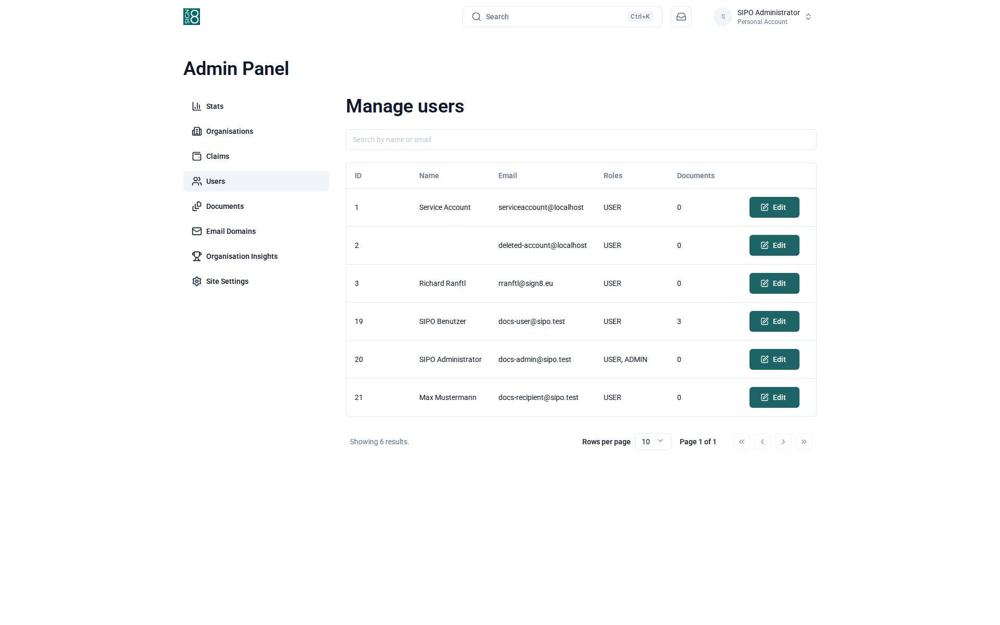 SIGN 8
Search Ctrl+K
S
SIPO Administrator
Personal Account
Admin Panel
Stats
Organisations
Claims
Users
Documents
Email Domains
Organisation Insights
Site Settings
Manage users
Search by name or email
ID Name Email Roles Documents
1 Service Account serviceaccount@localhost USER 0 Edit
2 deleted-account@localhost USER 0 Edit
3 Richard Ranftl rranftl@sign8.eu USER 0 Edit
19 SIPO Benutzer docs-user@sipo.test USER 3 Edit
20 SIPO Administrator docs-admin@sipo.test USER, ADMIN 0 Edit
21 Max Mustermann docs-recipient@sipo.test USER 0 Edit
Showing 6 results. Rows per page 10 Page 1 of 1